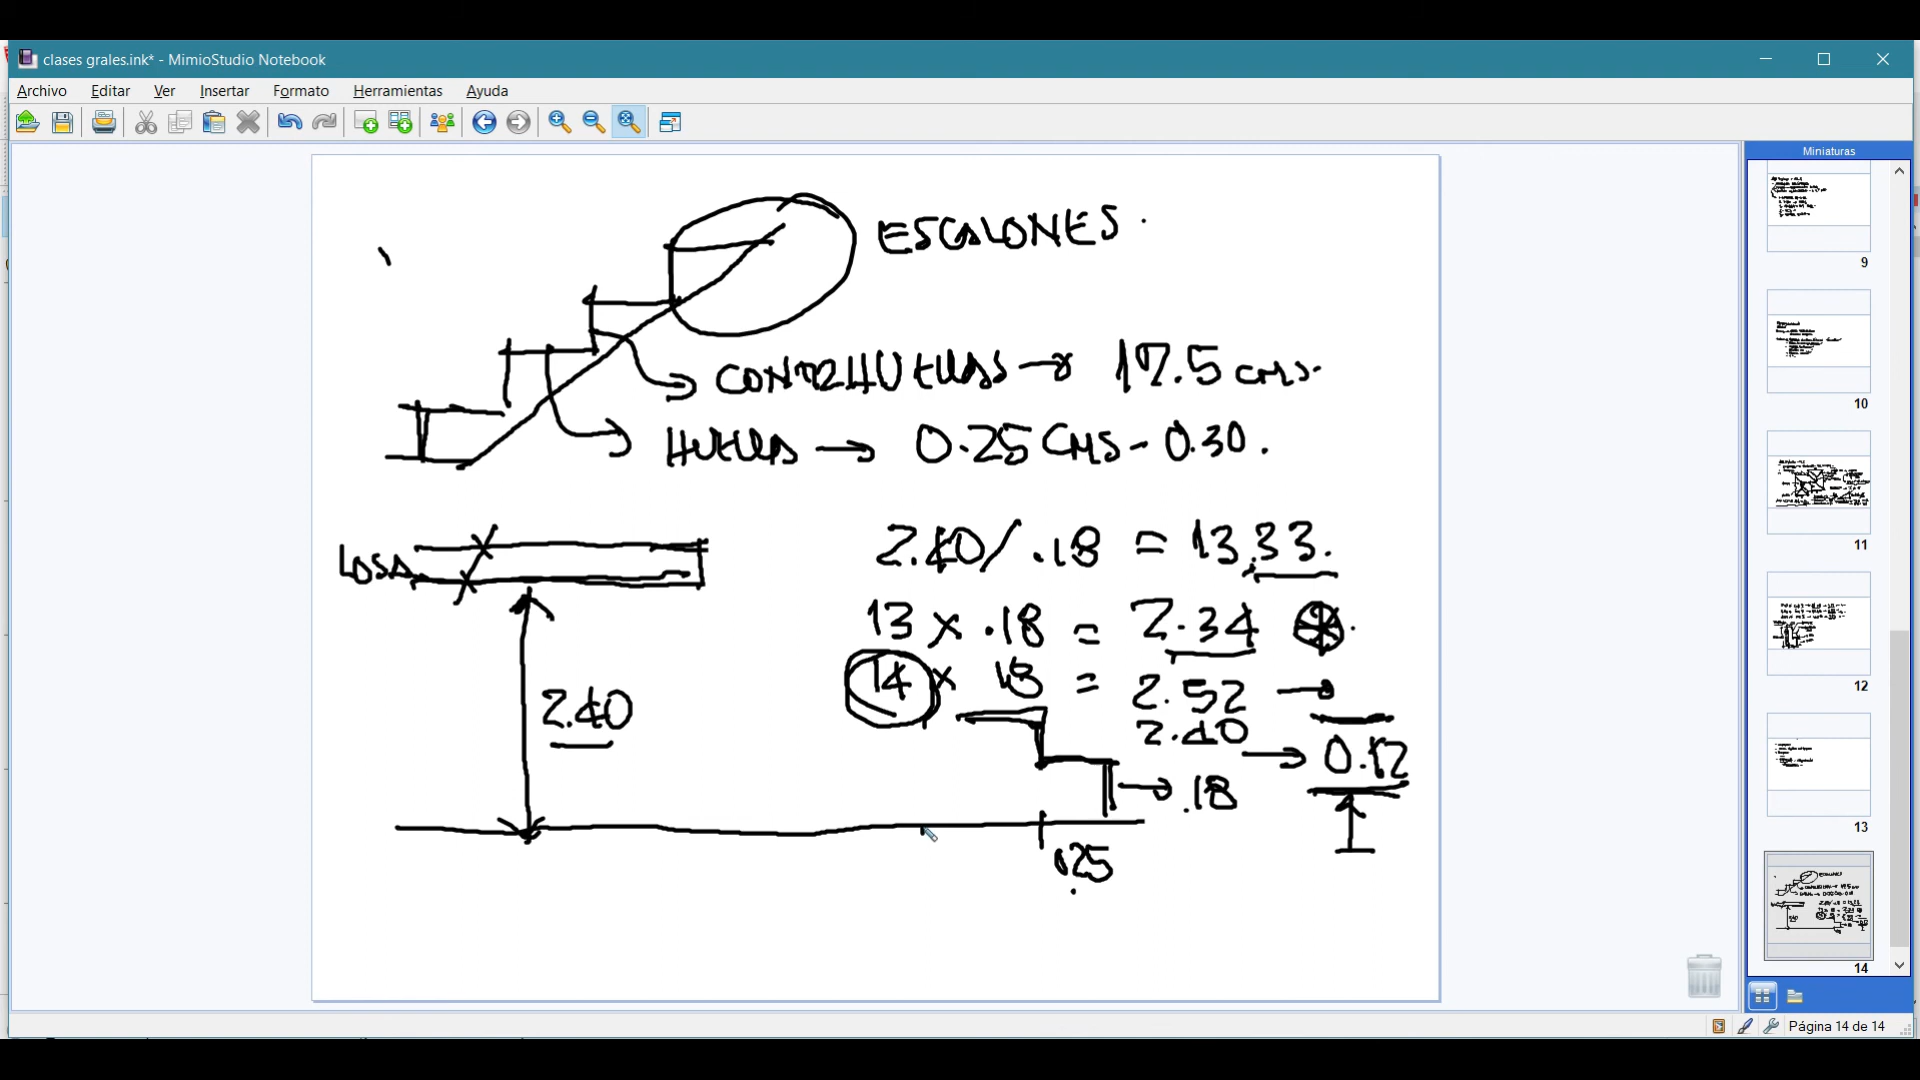 clases grales.ink* - MimioStudio Notebook
Archivo Editar Ver Insertar Formato Herramientas Ayuda
Miniaturas
9
10
11
12
13
14
ESCALONES.
CONTRAHUELLAS → 17.5 CMS.
HUELLA → 0.25 CMS - 0.30.
LOSA
2.40
2.40/.18 = 13.33.
13 x .18 = 2.34
14 x 18 = 2.52 →
2.40 → 0.12
→ .18
.25
Página 14 de 14